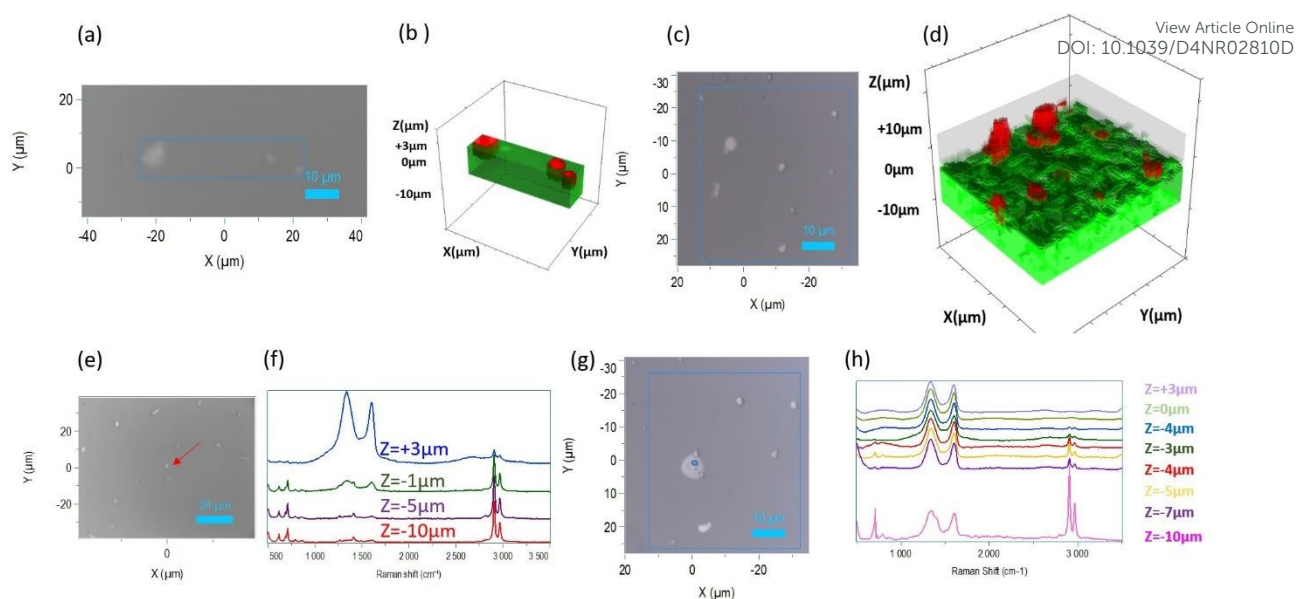 View Article Online
DOI: 10.1039/D4NR02810D
(a)
Y (µm)
20
0
10 µm
-40
-20
0
20
40
X (µm)
(b )
Z(µm)
+3µm
0µm
-10µm
X(µm)
Y(µm)
(c)
Y (µm)
-30
-20
-10
0
10
20
10 µm
20
10
0
-10
-20
X (µm)
(d)
Z(µm)
+10µm
0µm
-10µm
X(µm)
Y(µm)
(e)
Y (µm)
20
0
-20
20 µm
0
X (µm)
(f)
Z=+3µm
Z=-1µm
Z=-5µm
Z=-10µm
500
1 000
1 500
2 000
2 500
3 000
3 500
Raman shift (cm⁻¹)
(g)
Y (µm)
-30
-20
-10
0
10
20
10 µm
20
10
0
-10
-20
-30
X (µm)
(h)
Z=+3µm
Z=0µm
Z=-4µm
Z=-3µm
Z=-4µm
Z=-5µm
Z=-7µm
Z=-10µm
1 000
2 000
3 000
Raman Shift (cm-1)